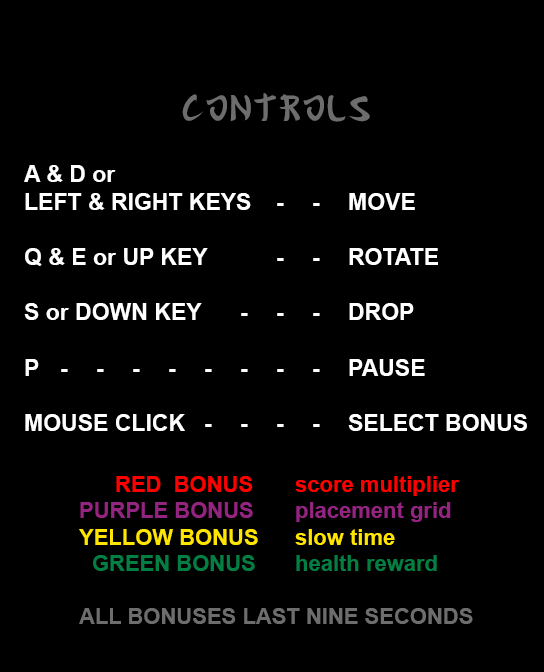 CONTROLS
A & D or
LEFT & RIGHT KEYS - - MOVE
Q & E or UP KEY - - ROTATE
S or DOWN KEY - - - DROP
P - - - - - - - - PAUSE
MOUSE CLICK - - - - SELECT BONUS
RED BONUS score multiplier
PURPLE BONUS placement grid
YELLOW BONUS slow time
GREEN BONUS health reward
ALL BONUSES LAST NINE SECONDS